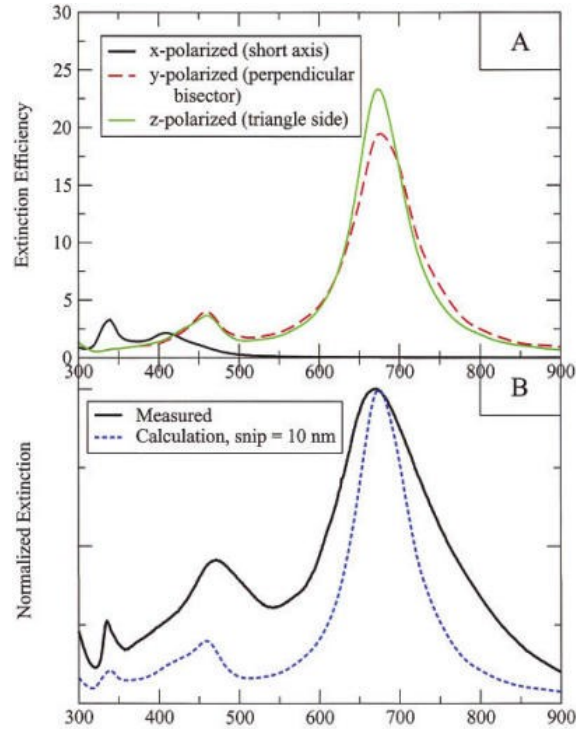 30
A
x-polarized (short axis)
y-polarized (perpendicular
bisector)
z-polarized (triangle side)
25
20
15
10
5
0
Extinction Efficiency
300 400 500 600 700 800 900
B
Measured
Calculation, snip = 10 nm
Normalized Extinction
300 400 500 600 700 800 900